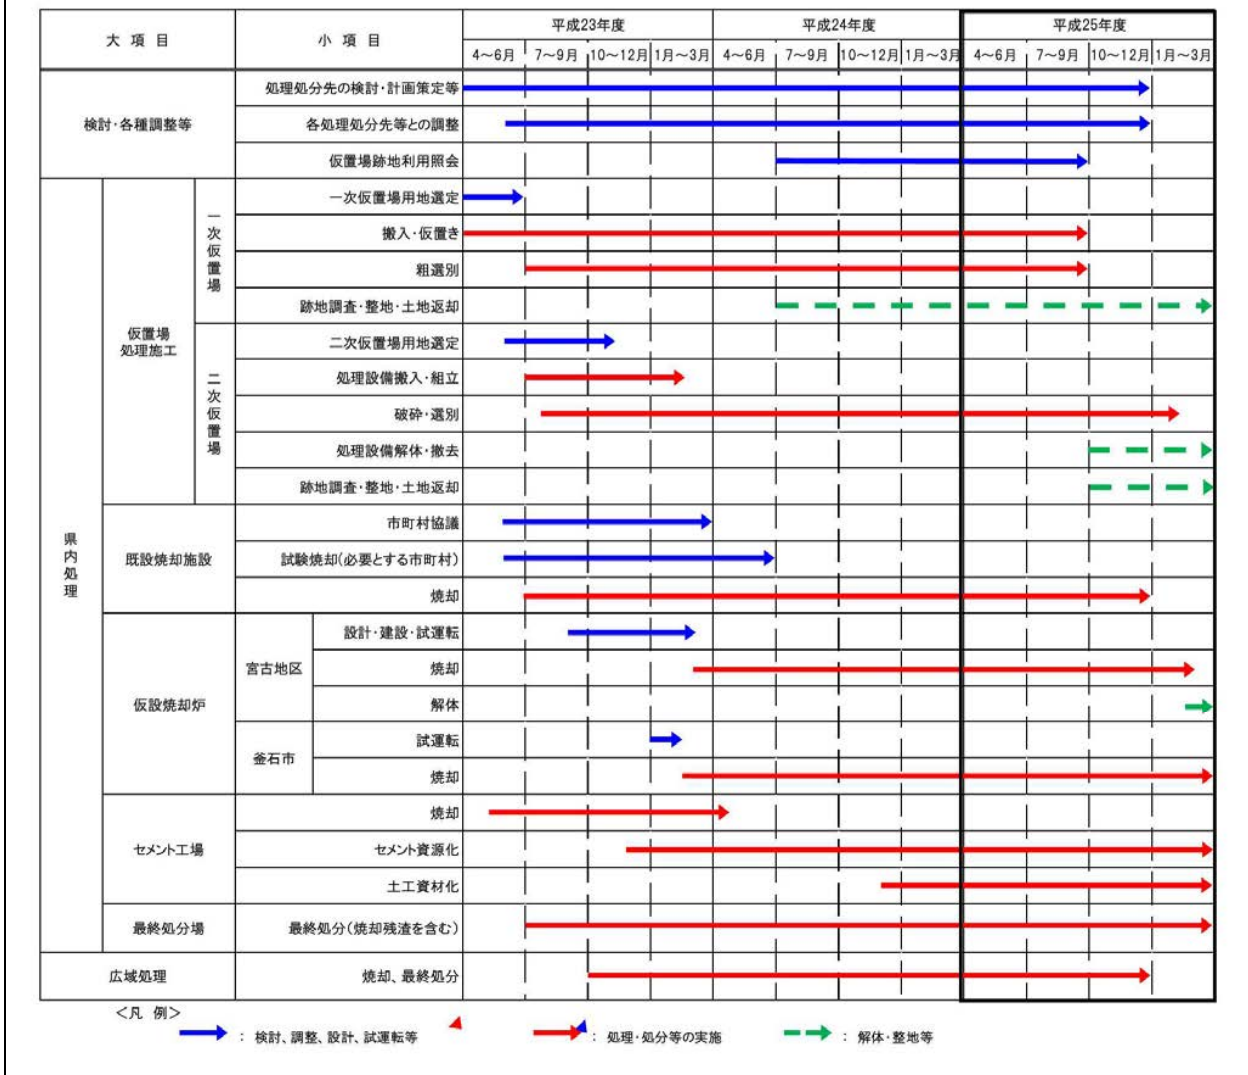 大 項 目
小 項 目
平成23年度
平成24年度
平成25年度
4～6月 7～9月 10～12月 1月～3月 4～6月 7～9月 10～12月 1月～3月 4～6月 7～9月 10～12月 1月～3月
検討・各種調整等
処理処分先の検討・計画策定等
各処理処分先等との調整
仮置場跡地利用照会
県内処理
仮置場
処理施工
一次仮置場
一次仮置場用地選定
搬入・仮置き
粗選別
跡地調査・整地・土地返却
二次仮置場
二次仮置場用地選定
処理設備搬入・組立
破砕・選別
処理設備解体・撤去
跡地調査・整地・土地返却
既設焼却施設
市町村協議
試験焼却(必要とする市町村)
焼却
仮設焼却炉
宮古地区
設計・建設・試運転
焼却
解体
釜石市
試運転
焼却
セメント工場
焼却
セメント資源化
土工資材化
最終処分場
最終処分(焼却残渣を含む)
広域処理
焼却、最終処分
＜凡 例＞
： 検討、調整、設計、試運転等
： 処理・処分等の実施
： 解体・整地等